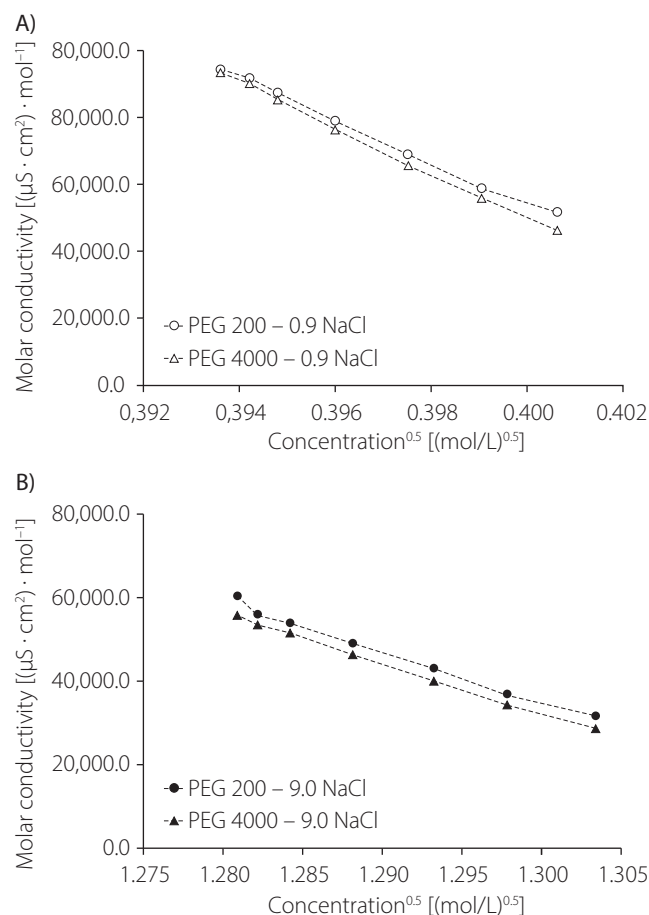 A)
Molar conductivity [(µS · cm²) · mol⁻¹]
80,000.0
80,000.0
60,000.0
40,000.0
20,000.0
0.0
PEG 200 – 0.9 NaCl
PEG 4000 – 0.9 NaCl
0,392 0,394 0.396 0.398 0.400 0.402
Concentration⁰·⁵ [(mol/L)⁰·⁵]
B)
Molar conductivity [(µS · cm²) · mol⁻¹]
80,000.0
60,000.0
40,000.0
20,000.0
0.0
PEG 200 – 9.0 NaCl
PEG 4000 – 9.0 NaCl
1.275 1.280 1.285 1.290 1.295 1.300 1.305
Concentration⁰·⁵ [(mol/L)⁰·⁵]